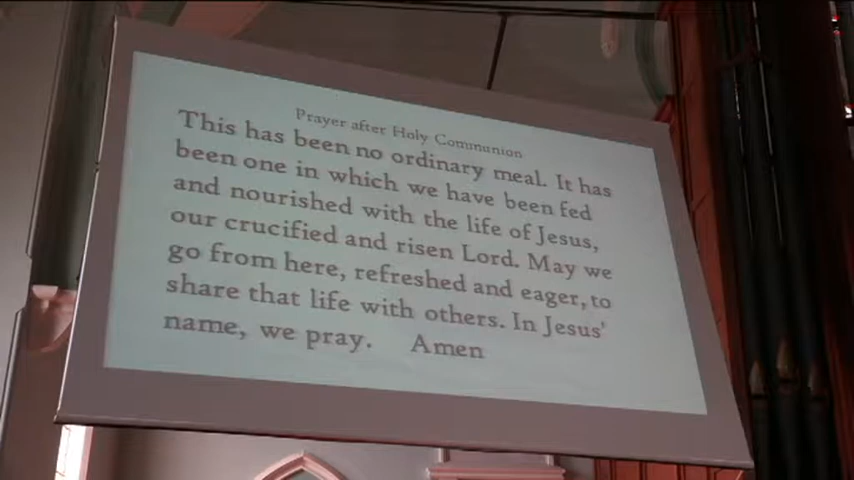 Prayer after Holy Communion
This has been no ordinary meal. It has
been one in which we have been fed
and nourished with the life of Jesus,
our crucified and risen Lord. May we
go from here, refreshed and eager, to
share that life with others. In Jesus'
name, we pray. Amen